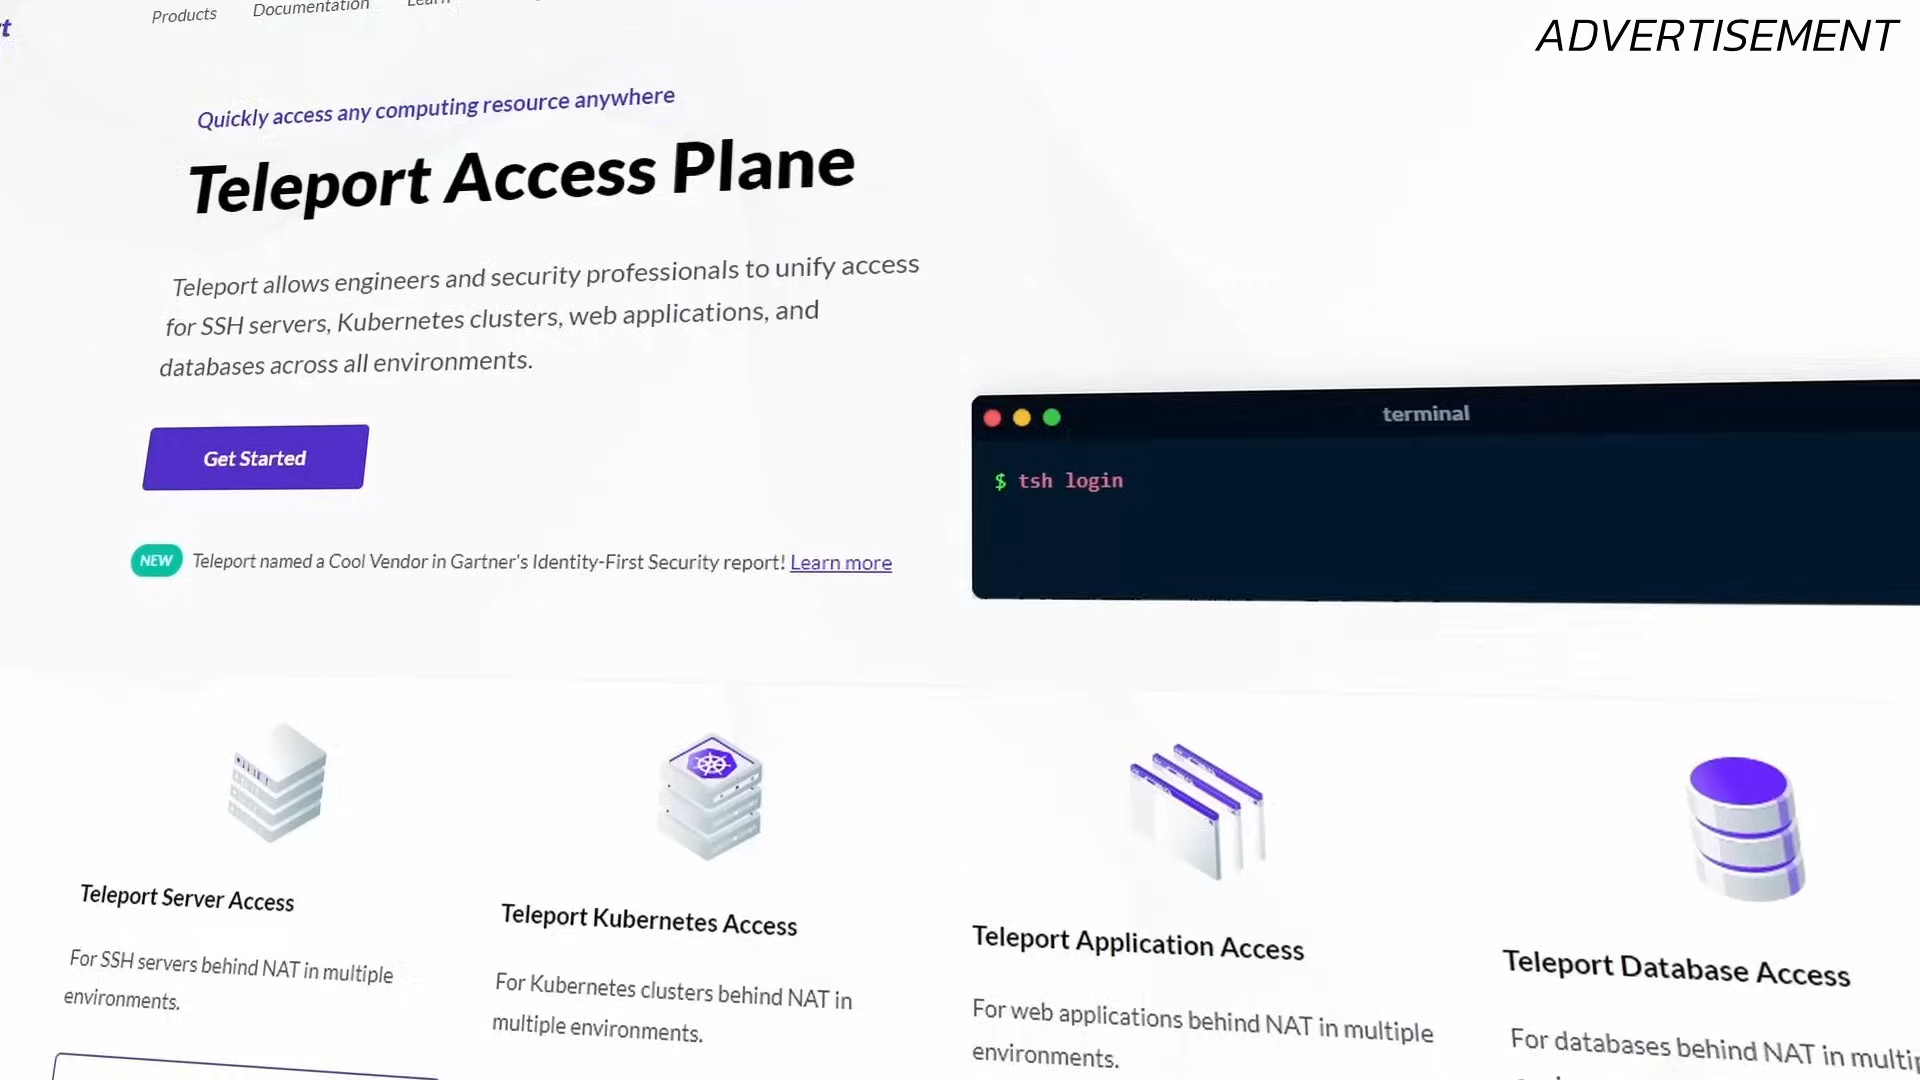 ADVERTISEMENT
Products Documentation
Quickly access any computing resource anywhere
Teleport Access Plane
Teleport allows engineers and security professionals to unify access
for SSH servers, Kubernetes clusters, web applications, and
databases across all environments.
Get Started
NEW Teleport named a Cool Vendor in Gartner's Identity-First Security report! Learn more
terminal
$ tsh login
Teleport Server Access
For SSH servers behind NAT in multiple
environments.
Teleport Kubernetes Access
For Kubernetes clusters behind NAT in
multiple environments.
Teleport Application Access
For web applications behind NAT in multiple
environments.
Teleport Database Access
For databases behind NAT in